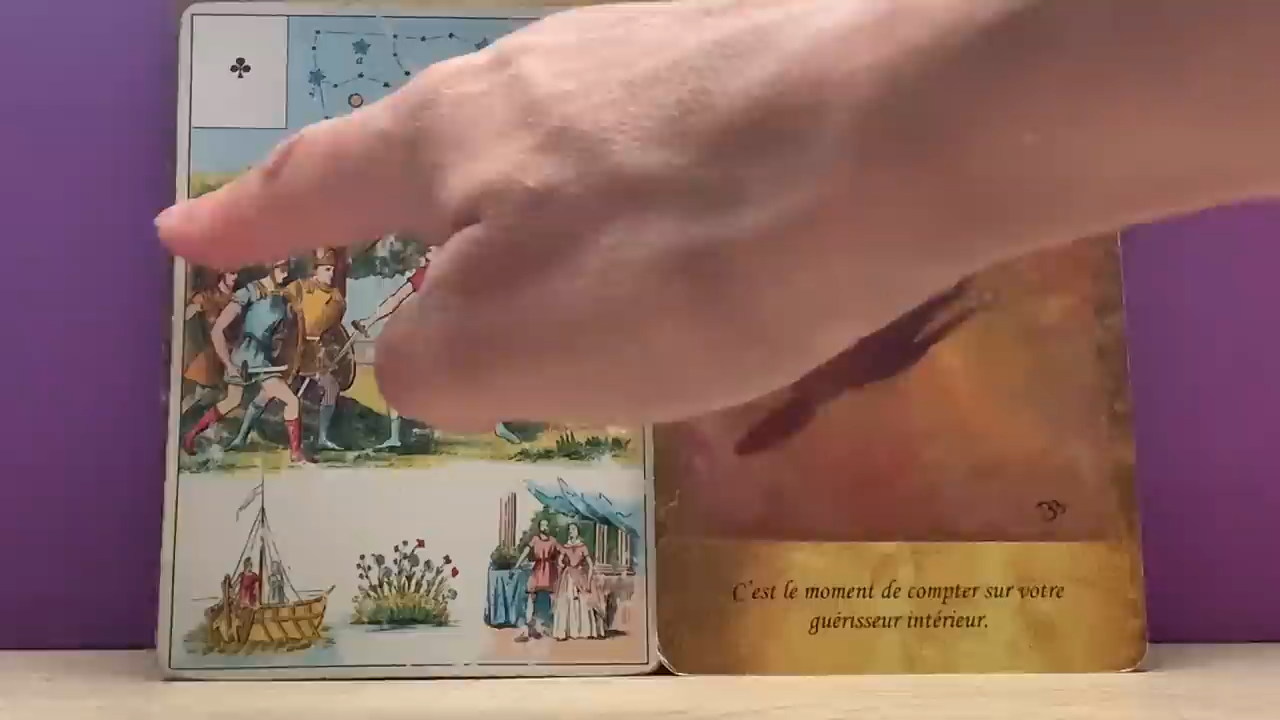 a
C'est le moment de compter sur votre
guérisseur intérieur.